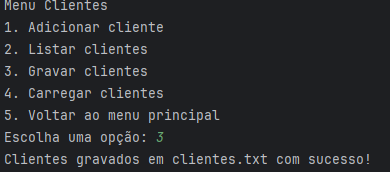 Menu Clientes
1. Adicionar cliente
2. Listar clientes
3. Gravar clientes
4. Carregar clientes
5. Voltar ao menu principal
Escolha uma opção: 3
Clientes gravados em clientes.txt com sucesso!